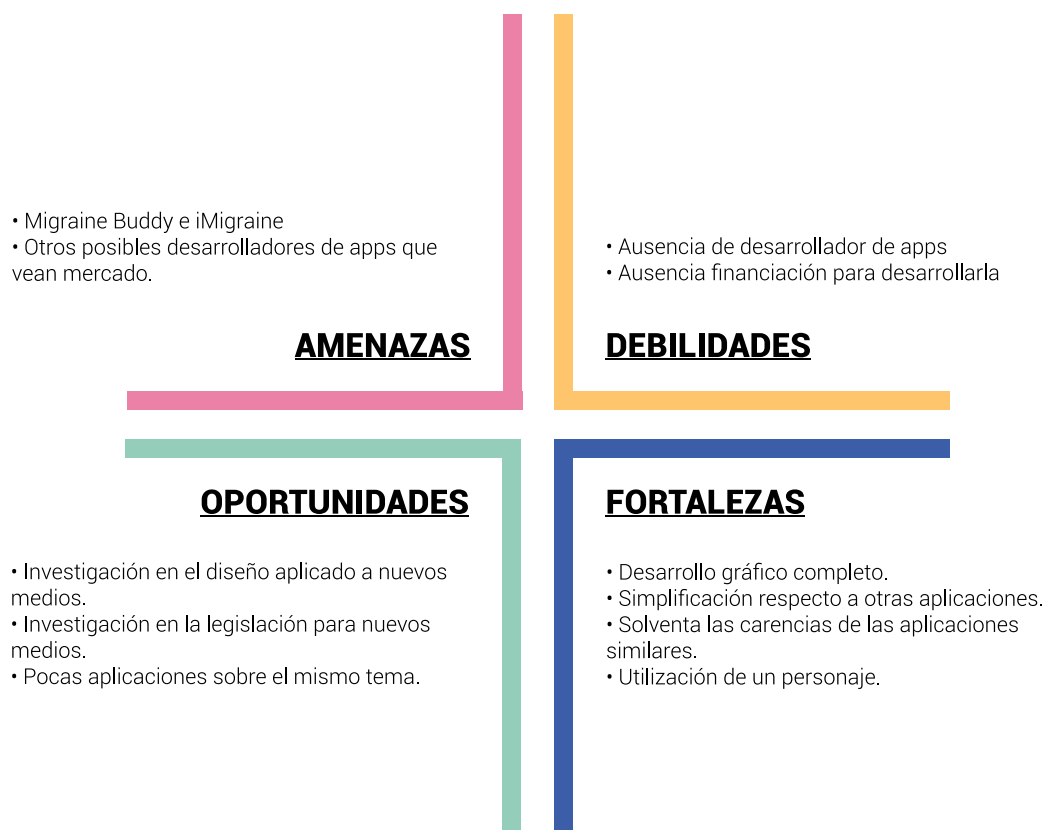 • Migraine Buddy e iMigraine
• Otros posibles desarrolladores de apps que
vean mercado.
AMENAZAS
• Ausencia de desarrollador de apps
• Ausencia financiación para desarrollarla
DEBILIDADES
OPORTUNIDADES
• Investigación en el diseño aplicado a nuevos
medios.
• Investigación en la legislación para nuevos
medios.
• Pocas aplicaciones sobre el mismo tema.
FORTALEZAS
• Desarrollo gráfico completo.
• Simplificación respecto a otras aplicaciones.
• Solventa las carencias de las aplicaciones
similares.
• Utilización de un personaje.